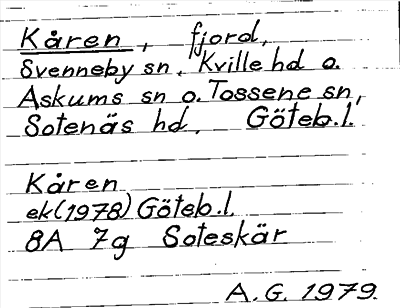 Kåren, fjord,
Svenneby sn, Kville hd o.
Askums sn o. Tossene sn,
Sotenäs hd, Göteb.l.
Kåren
ek(1978) Göteb.l.
8A 7g Soteskär
A.G. 1979.